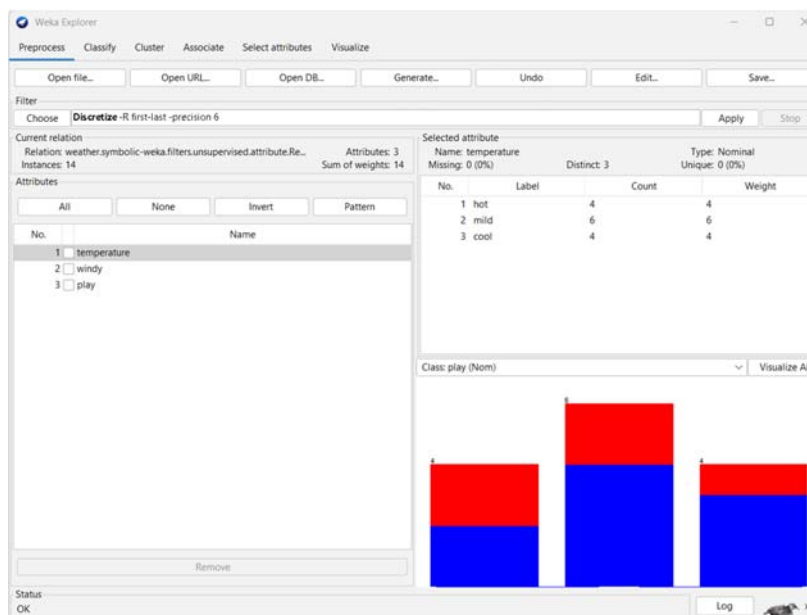 Weka Explorer
Preprocess Classify Cluster Associate Select attributes Visualize
Open file... Open URL... Open DB... Generate... Undo Edit... Save...
Filter
Choose Discretize -R first-last -precision 6 Apply Stop
Current relation
Relation: weather.symbolic-weka.filters.unsupervised.attribute.Re... Attributes: 3
Instances: 14 Sum of weights: 14
Attributes
All None Invert Pattern
No. Name
1 temperature
2 windy
3 play
Remove
Selected attribute
Name: temperature Type: Nominal
Missing: 0 (0%) Distinct: 3 Unique: 0 (0%)
No. Label Count Weight
1 hot 4 4
2 mild 6 6
3 cool 4 4
Class: play (Nom) Visualize A
4 6 4
Status
OK Log